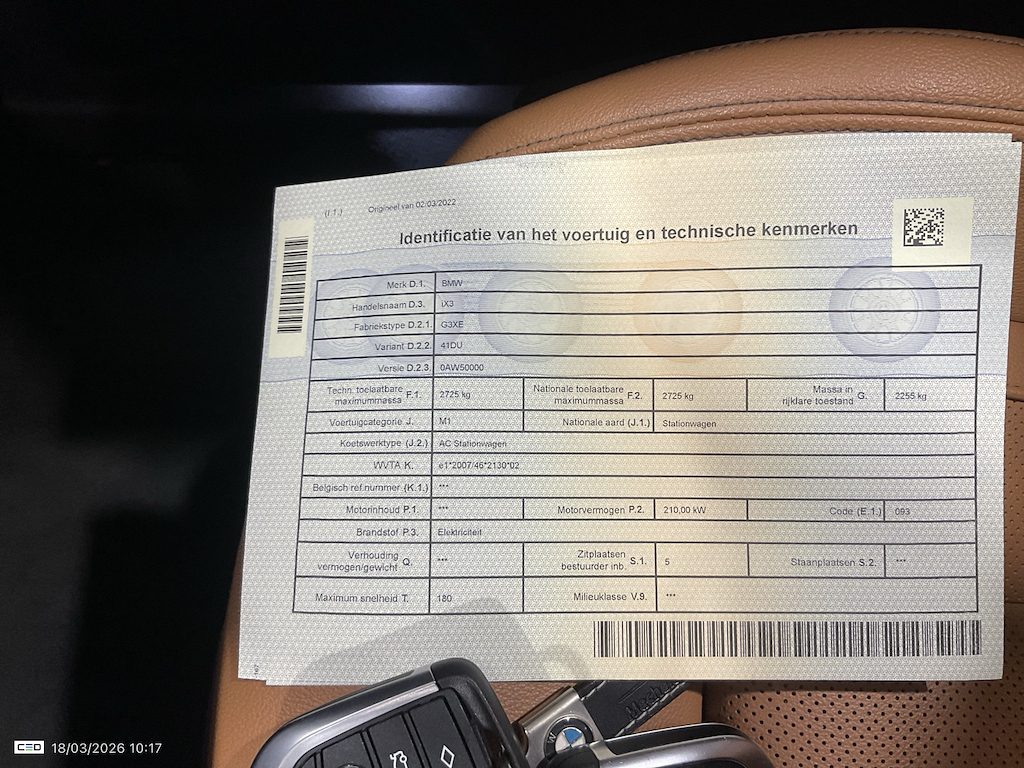 (I.1.) Origineel van 02/03/2022
Identificatie van het voertuig en technische kenmerken
Merk D.1. BMW
Handelsnaam D.3. iX3
Fabriekstype D.2.1. G3XE
Variant D.2.2. 41DU
Versie D.2.3. 0AW50000
Techn. toelaatbare maximummassa F.1. 2725 kg Nationale toelaatbare maximummassa F.2. 2725 kg Massa in rijklare toestand G. 2255 kg
Voertuigcategorie J. M1 Nationale aard (J.1.) Stationwagen
Koetswerktype (J.2.) AC Stationwagen
WVTA K. e1*2007/46*2130*02
Belgisch ref.nummer (K.1.) ***
Motorinhoud P.1. *** Motorvermogen P.2. 210,00 kW Code (E.1.) 093
Brandstof P.3. Elektriciteit
Verhouding vermogen/gewicht Q. *** Zitplaatsen bestuurder inb. S.1. 5 Staanplaatsen S.2. ***
Maximum snelheid T. 180 Milieuklasse V.9. ***
CED 18/03/2026 10:17